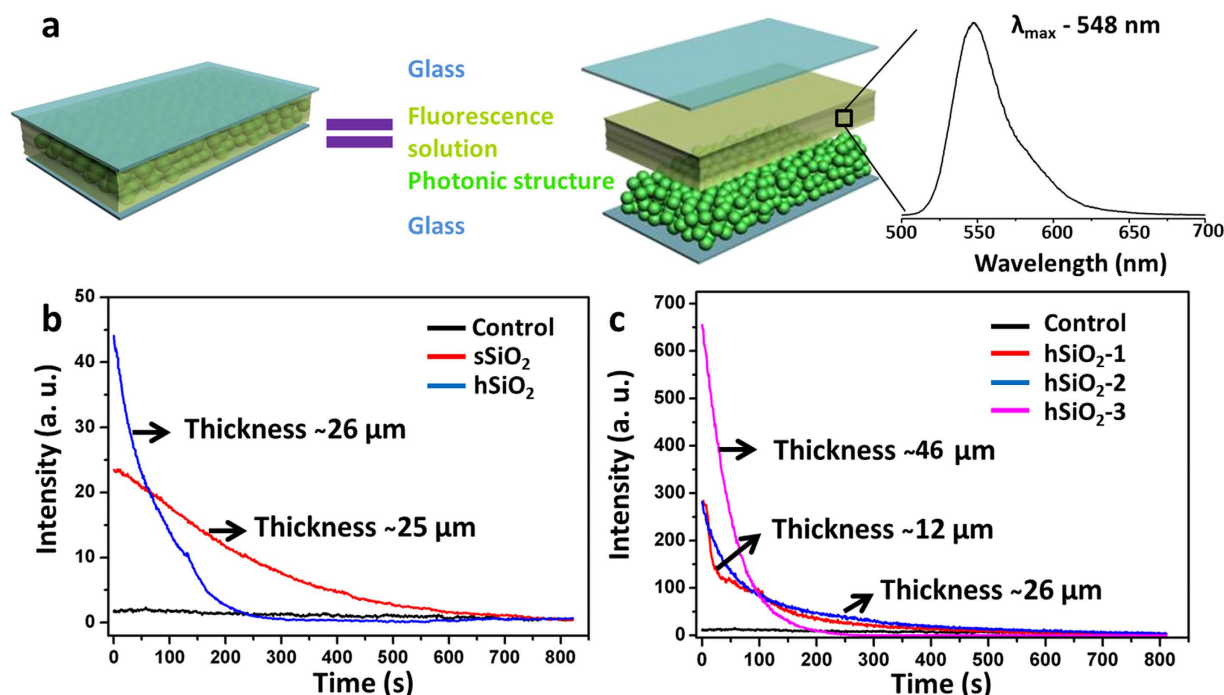 a
Glass
Fluorescence
solution
Photonic structure
Glass
λmax - 548 nm
500 550 600 650 700
Wavelength (nm)
b
Control
sSiO2
hSiO2
Thickness ~26 μm
Thickness ~25 μm
Intensity (a. u.)
50
40
30
20
10
0
0 100 200 300 400 500 600 700 800
Time (s)
c
Control
hSiO2-1
hSiO2-2
hSiO2-3
Thickness ~46 μm
Thickness ~12 μm
Thickness ~26 μm
Intensity (a. u.)
700
600
500
400
300
200
100
0
0 100 200 300 400 500 600 700 800
Time (s)